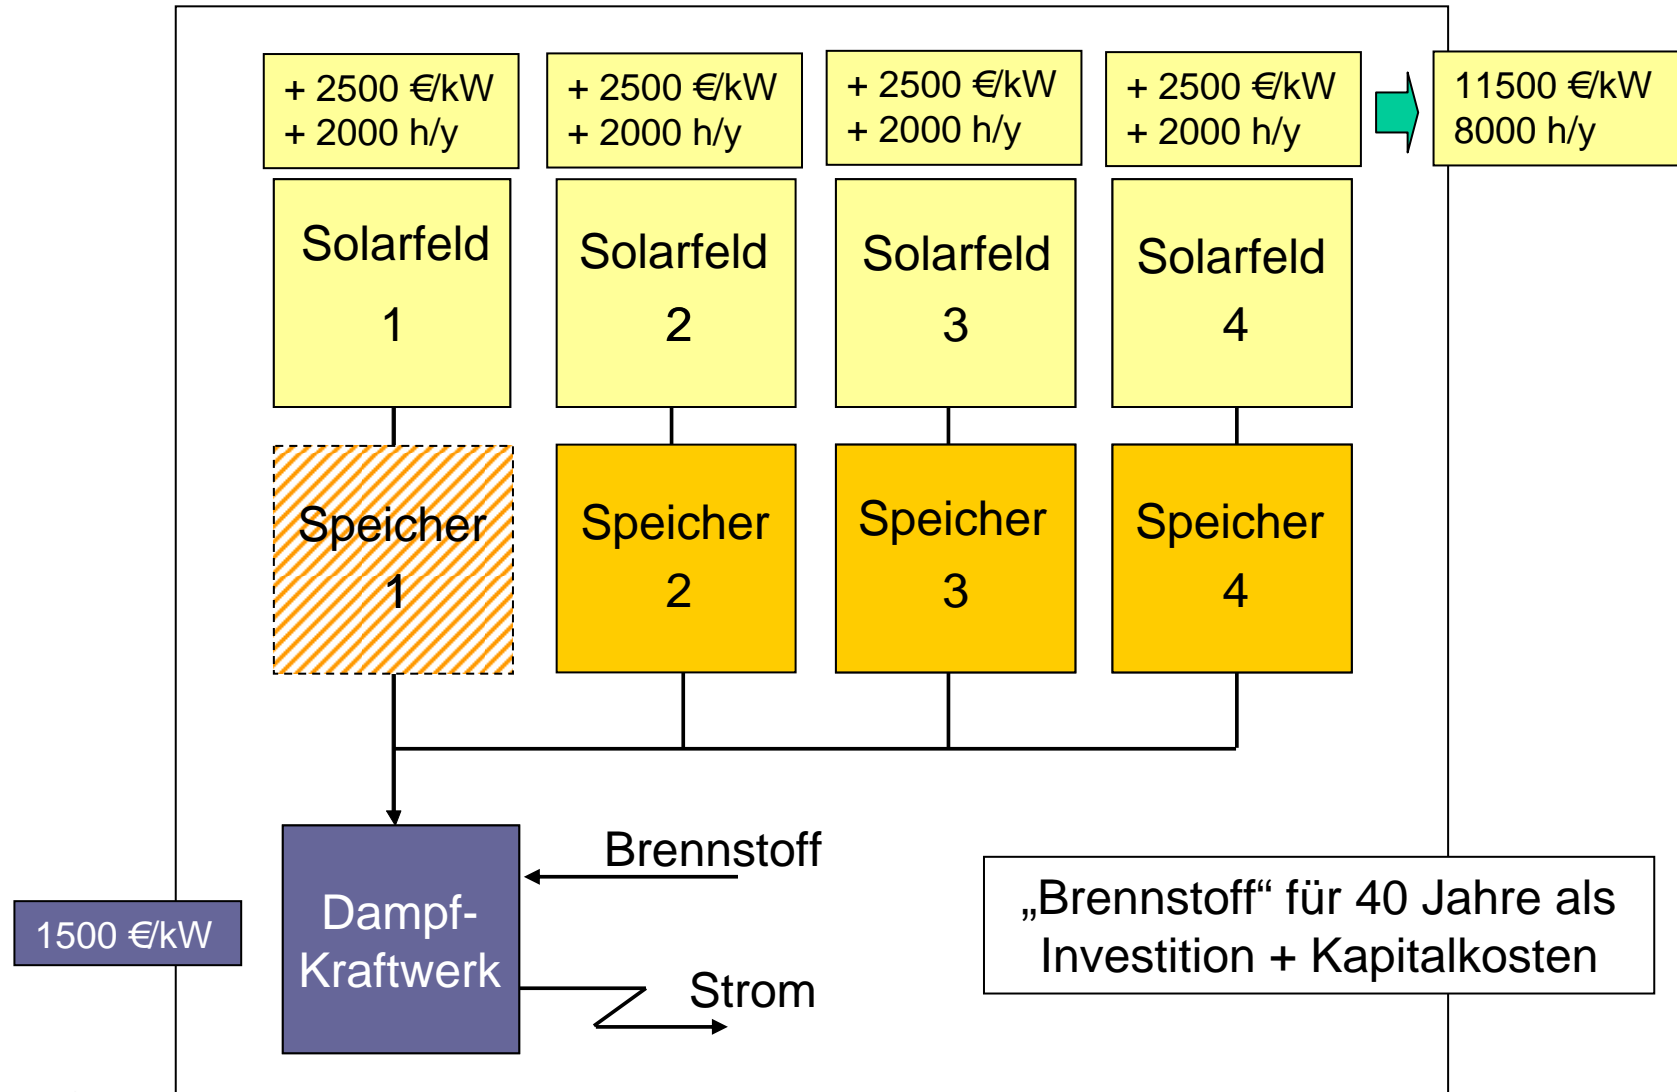 + 2500 €/kW
+ 2000 h/y
+ 2500 €/kW
+ 2000 h/y
+ 2500 €/kW
+ 2000 h/y
+ 2500 €/kW
+ 2000 h/y
11500 €/kW
8000 h/y
Solarfeld
1
Solarfeld
2
Solarfeld
3
Solarfeld
4
Speicher
1
Speicher
2
Speicher
3
Speicher
4
1500 €/kW
Dampf-
Kraftwerk
Brennstoff
Strom
„Brennstoff“ für 40 Jahre als
Investition + Kapitalkosten